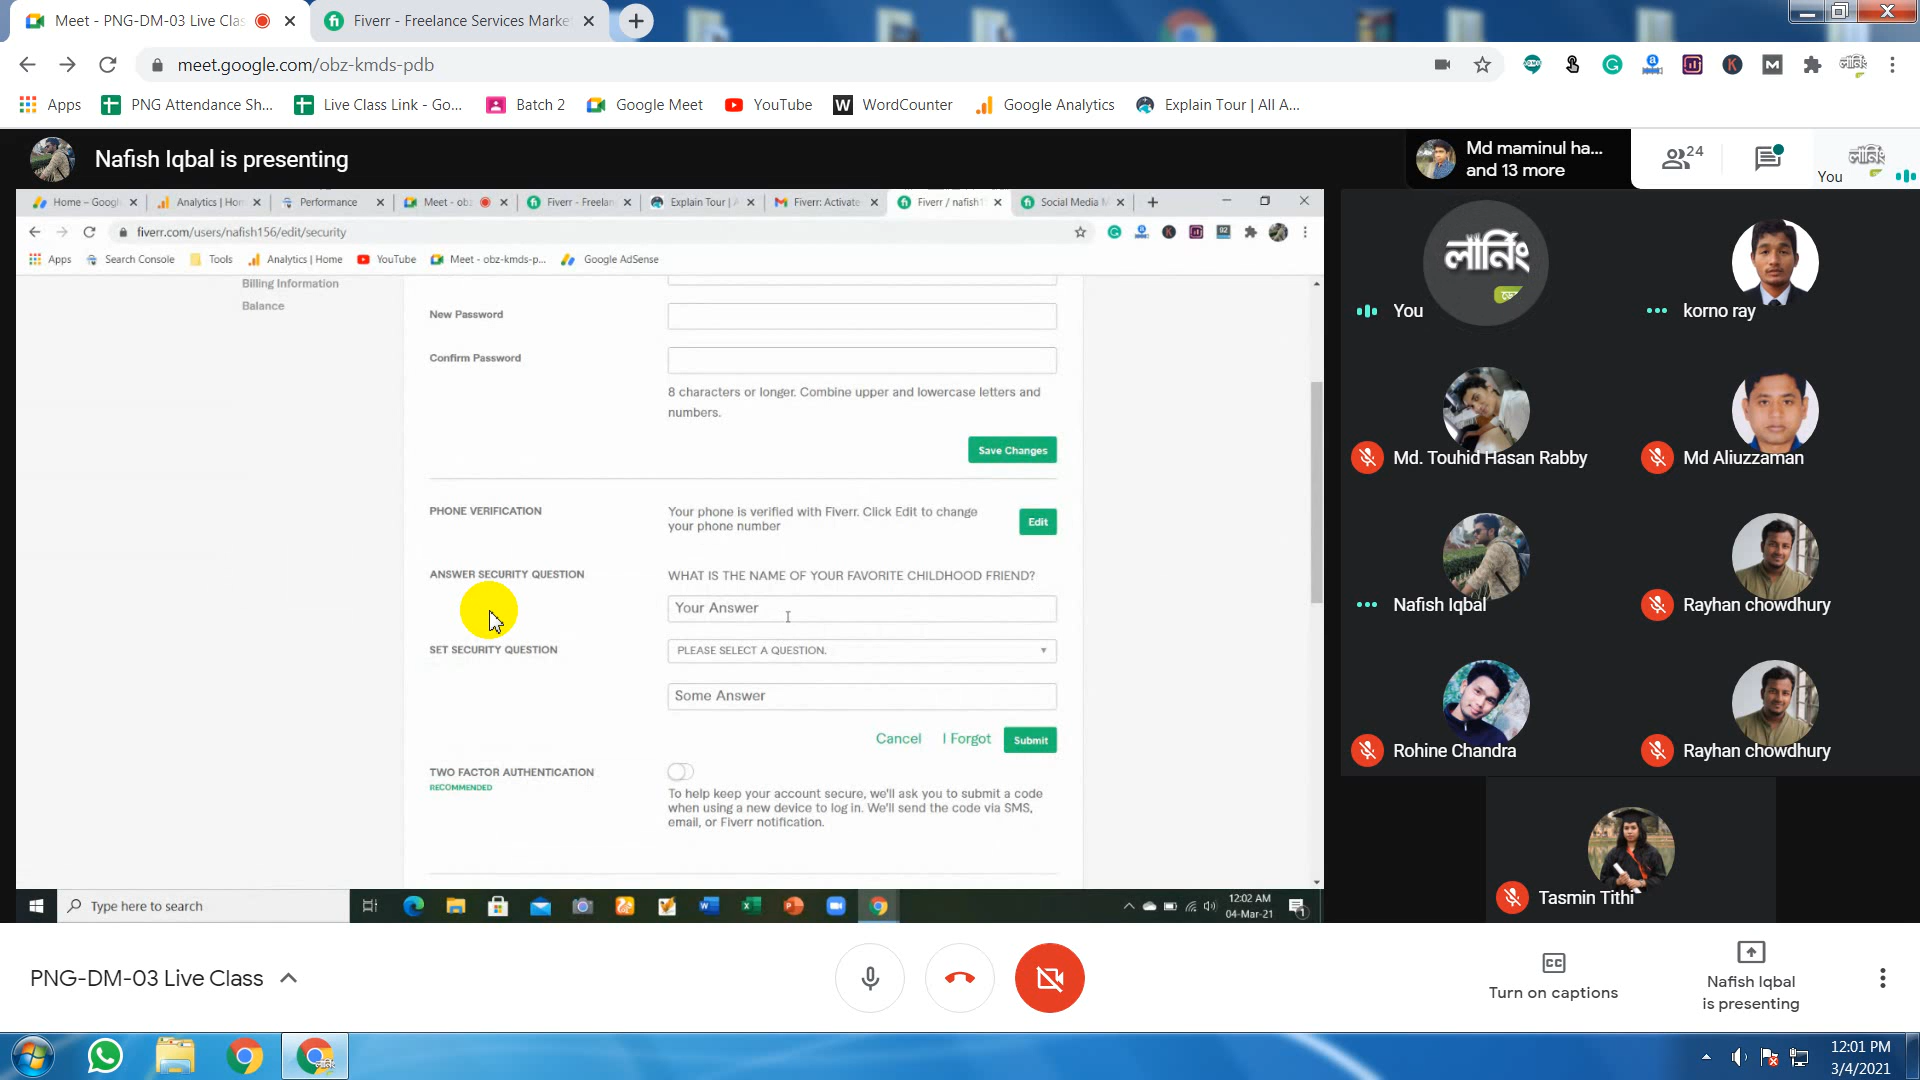 Meet - PNG-DM-03 Live Clas
Fiverr - Freelance Services Marke
meet.google.com/obz-kmds-pdb
Apps
PNG Attendance Sh...
Live Class Link - Go...
Batch 2
Google Meet
YouTube
WordCounter
Google Analytics
Explain Tour | All A...
Nafish Iqbal is presenting
Md maminul ha...
and 13 more
24
You
Home – Google
Analytics | Hom
Performance
Meet - obz
Fiverr - Freelan
Explain Tour | A
Fiverr: Activate
Fiverr / nafish1
Social Media M
fiverr.com/users/nafish156/edit/security
Apps
Search Console
Tools
Analytics | Home
YouTube
Meet - obz-kmds-p...
Google AdSense
Billing Information
Balance
New Password
Confirm Password
8 characters or longer. Combine upper and lowercase letters and
numbers.
Save Changes
PHONE VERIFICATION
Your phone is verified with Fiverr. Click Edit to change
your phone number
Edit
ANSWER SECURITY QUESTION
WHAT IS THE NAME OF YOUR FAVORITE CHILDHOOD FRIEND?
Your Answer
SET SECURITY QUESTION
PLEASE SELECT A QUESTION.
Some Answer
Cancel
I Forgot
Submit
TWO FACTOR AUTHENTICATION
RECOMMENDED
To help keep your account secure, we'll ask you to submit a code
when using a new device to log in. We'll send the code via SMS,
email, or Fiverr notification.
Type here to search
12:02 AM
04-Mar-21
লার্নিং
You
korno ray
Md. Touhid Hasan Rabby
Md Aliuzzaman
Nafish Iqbal
Rayhan chowdhury
Rohine Chandra
Rayhan chowdhury
Tasmin Tithi
PNG-DM-03 Live Class
Turn on captions
Nafish Iqbal
is presenting
12:01 PM
3/4/2021